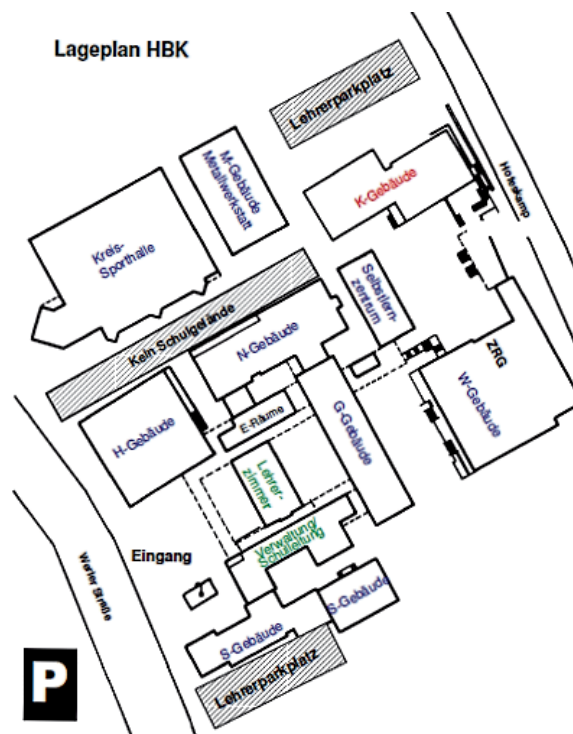 Lageplan HBK
Lehrerparkplatz
M-Gebäude
Metallwerkstatt
K-Gebäude
Hofeskamp
Kreis-
Sporthalle
Selbstlern-
zentrum
Kein Schulgelände
N-Gebäude
ZRG
W-Gebäude
H-Gebäude
E-Räume
G-Gebäude
Lehrer-
zimmer
Verwaltung/
Schulleitung
Eingang
Werler Straße
S-Gebäude
S-Gebäude
Lehrerparkplatz
P